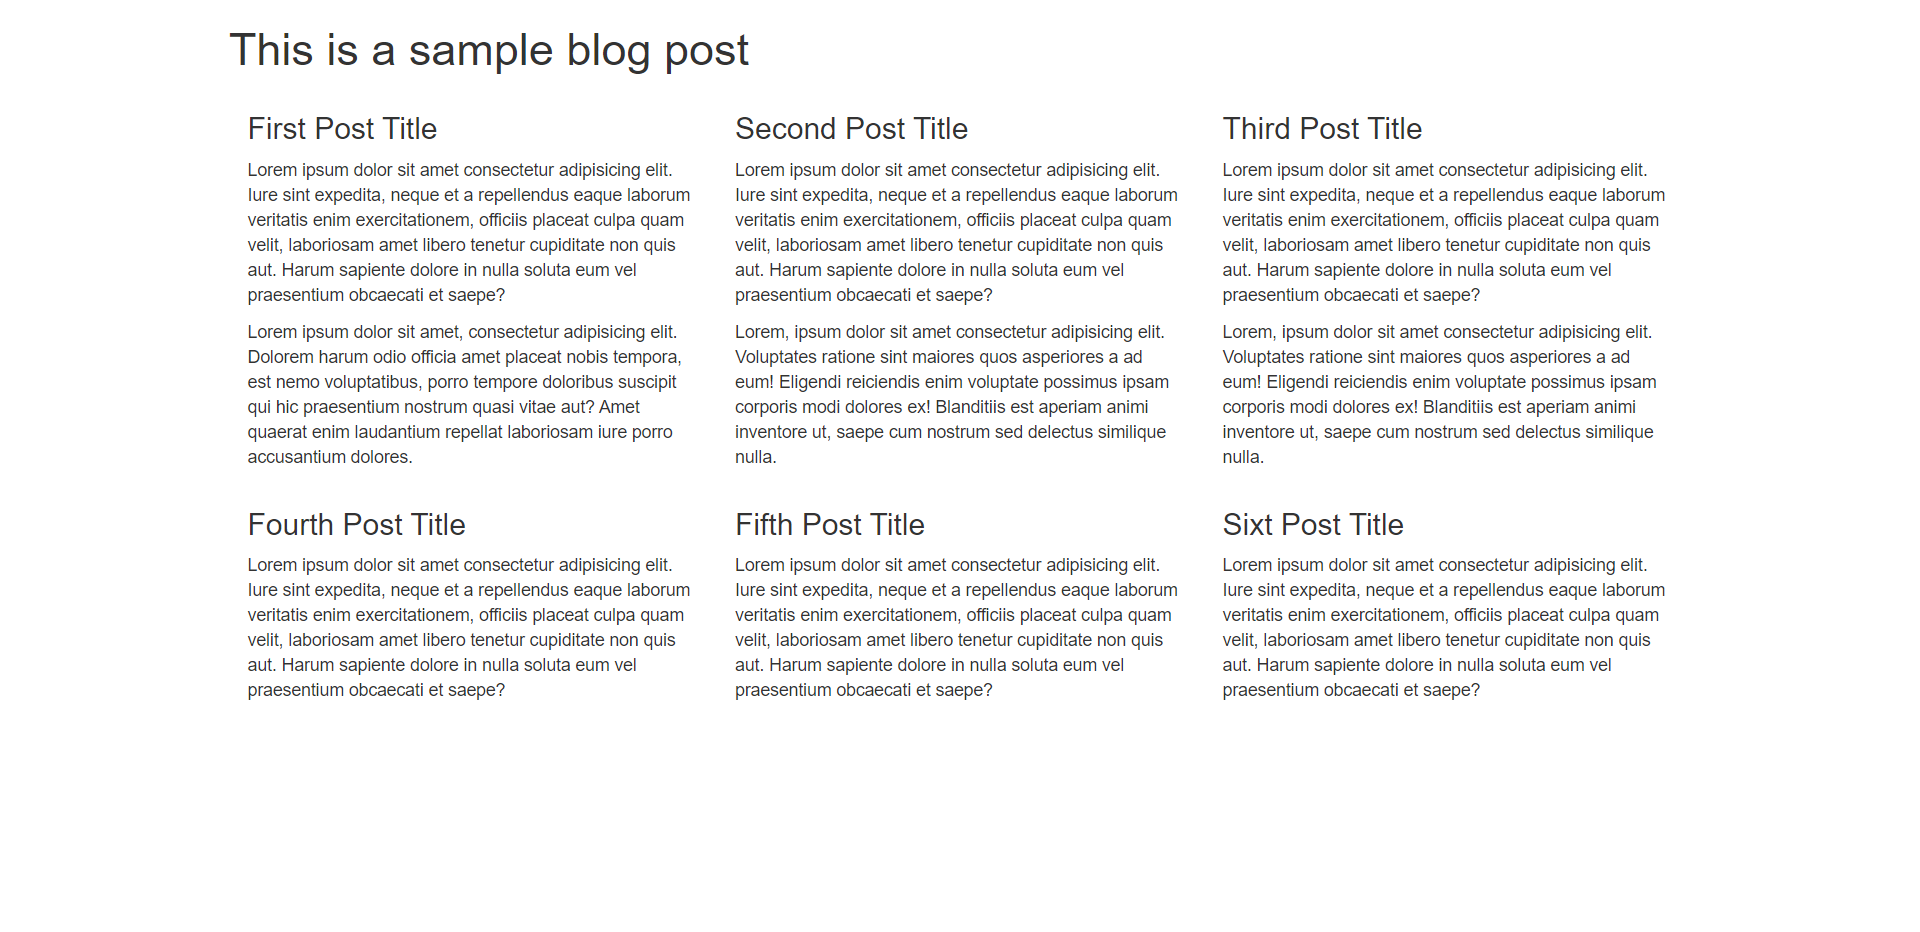 This is a sample blog post
First Post Title
Lorem ipsum dolor sit amet consectetur adipisicing elit.
Iure sint expedita, neque et a repellendus eaque laborum
veritatis enim exercitationem, officiis placeat culpa quam
velit, laboriosam amet libero tenetur cupiditate non quis
aut. Harum sapiente dolore in nulla soluta eum vel
praesentium obcaecati et saepe?
Lorem ipsum dolor sit amet, consectetur adipisicing elit.
Dolorem harum odio officia amet placeat nobis tempora,
est nemo voluptatibus, porro tempore doloribus suscipit
qui hic praesentium nostrum quasi vitae aut? Amet
quaerat enim laudantium repellat laboriosam iure porro
accusantium dolores.
Second Post Title
Lorem ipsum dolor sit amet consectetur adipisicing elit.
Iure sint expedita, neque et a repellendus eaque laborum
veritatis enim exercitationem, officiis placeat culpa quam
velit, laboriosam amet libero tenetur cupiditate non quis
aut. Harum sapiente dolore in nulla soluta eum vel
praesentium obcaecati et saepe?
Lorem, ipsum dolor sit amet consectetur adipisicing elit.
Voluptates ratione sint maiores quos asperiores a ad
eum! Eligendi reiciendis enim voluptate possimus ipsam
corporis modi dolores ex! Blanditiis est aperiam animi
inventore ut, saepe cum nostrum sed delectus similique
nulla.
Third Post Title
Lorem ipsum dolor sit amet consectetur adipisicing elit.
Iure sint expedita, neque et a repellendus eaque laborum
veritatis enim exercitationem, officiis placeat culpa quam
velit, laboriosam amet libero tenetur cupiditate non quis
aut. Harum sapiente dolore in nulla soluta eum vel
praesentium obcaecati et saepe?
Lorem, ipsum dolor sit amet consectetur adipisicing elit.
Voluptates ratione sint maiores quos asperiores a ad
eum! Eligendi reiciendis enim voluptate possimus ipsam
corporis modi dolores ex! Blanditiis est aperiam animi
inventore ut, saepe cum nostrum sed delectus similique
nulla.
Fourth Post Title
Lorem ipsum dolor sit amet consectetur adipisicing elit.
Iure sint expedita, neque et a repellendus eaque laborum
veritatis enim exercitationem, officiis placeat culpa quam
velit, laboriosam amet libero tenetur cupiditate non quis
aut. Harum sapiente dolore in nulla soluta eum vel
praesentium obcaecati et saepe?
Fifth Post Title
Lorem ipsum dolor sit amet consectetur adipisicing elit.
Iure sint expedita, neque et a repellendus eaque laborum
veritatis enim exercitationem, officiis placeat culpa quam
velit, laboriosam amet libero tenetur cupiditate non quis
aut. Harum sapiente dolore in nulla soluta eum vel
praesentium obcaecati et saepe?
Sixt Post Title
Lorem ipsum dolor sit amet consectetur adipisicing elit.
Iure sint expedita, neque et a repellendus eaque laborum
veritatis enim exercitationem, officiis placeat culpa quam
velit, laboriosam amet libero tenetur cupiditate non quis
aut. Harum sapiente dolore in nulla soluta eum vel
praesentium obcaecati et saepe?